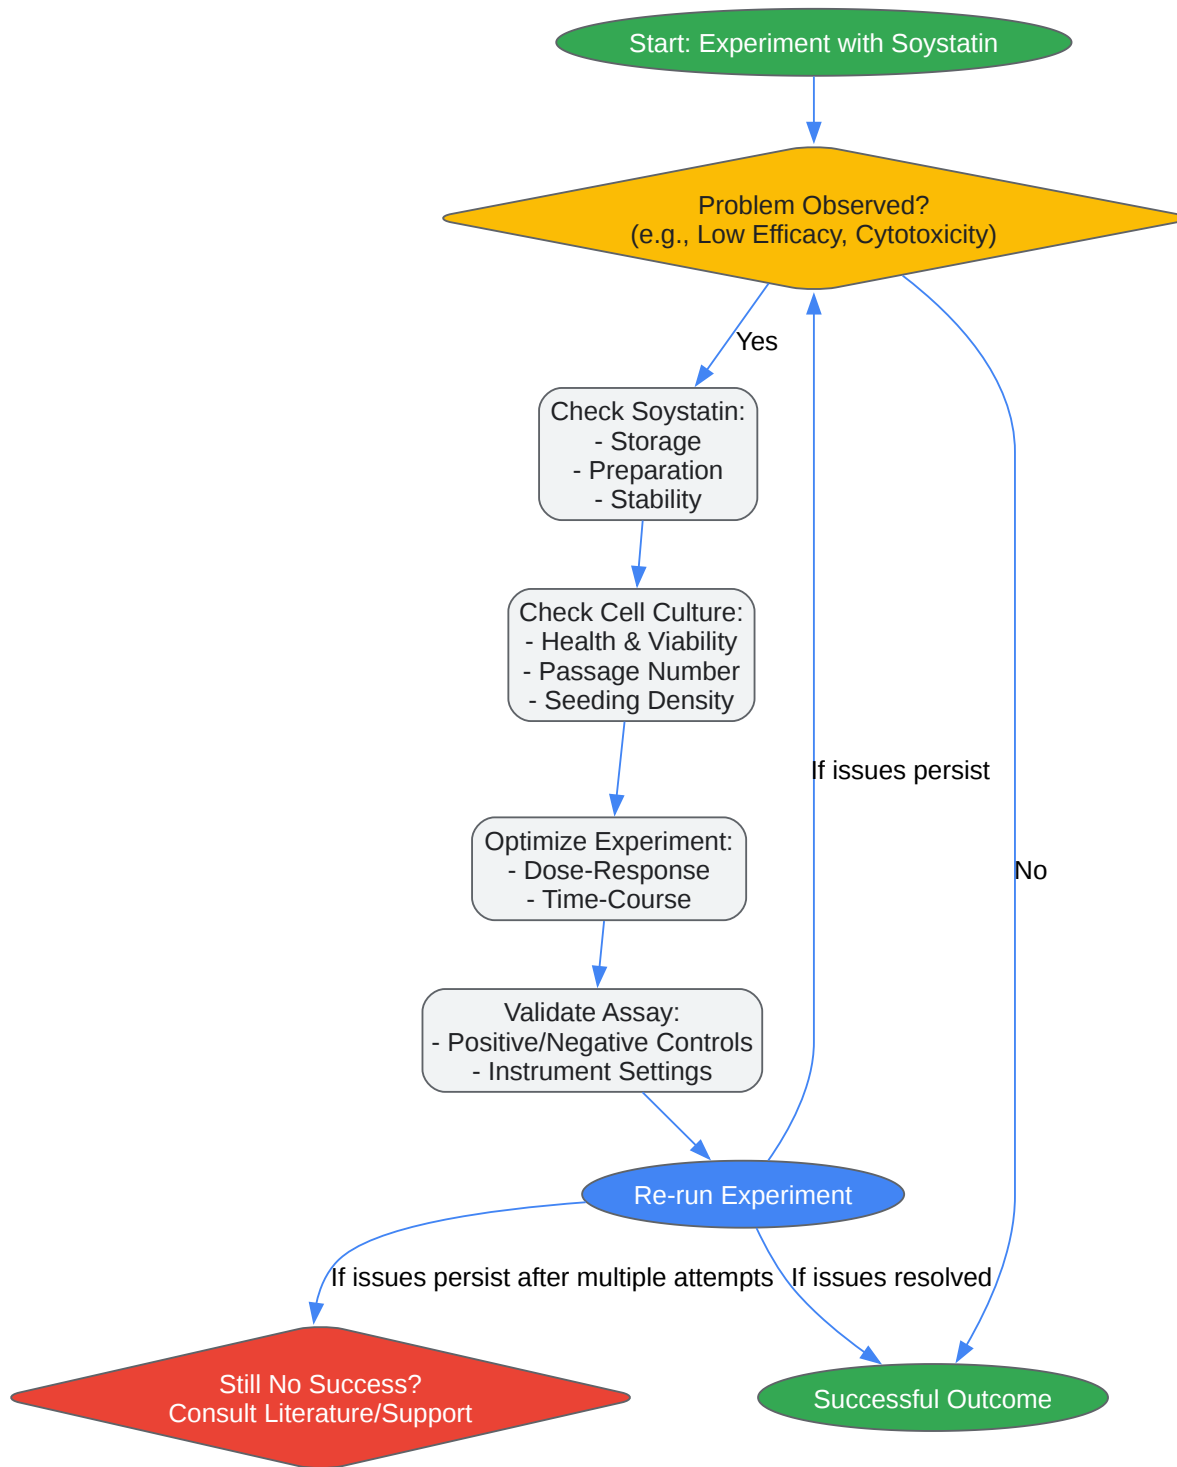 Start: Experiment with Soystatin
Problem Observed?
(e.g., Low Efficacy, Cytotoxicity)
Yes
Check Soystatin:
- Storage
- Preparation
- Stability
Check Cell Culture:
- Health & Viability
- Passage Number
- Seeding Density
If issues persist
Optimize Experiment:
- Dose-Response
- Time-Course
No
Validate Assay:
- Positive/Negative Controls
- Instrument Settings
Re-run Experiment
If issues persist after multiple attempts
If issues resolved
Still No Success?
Consult Literature/Support
Successful Outcome